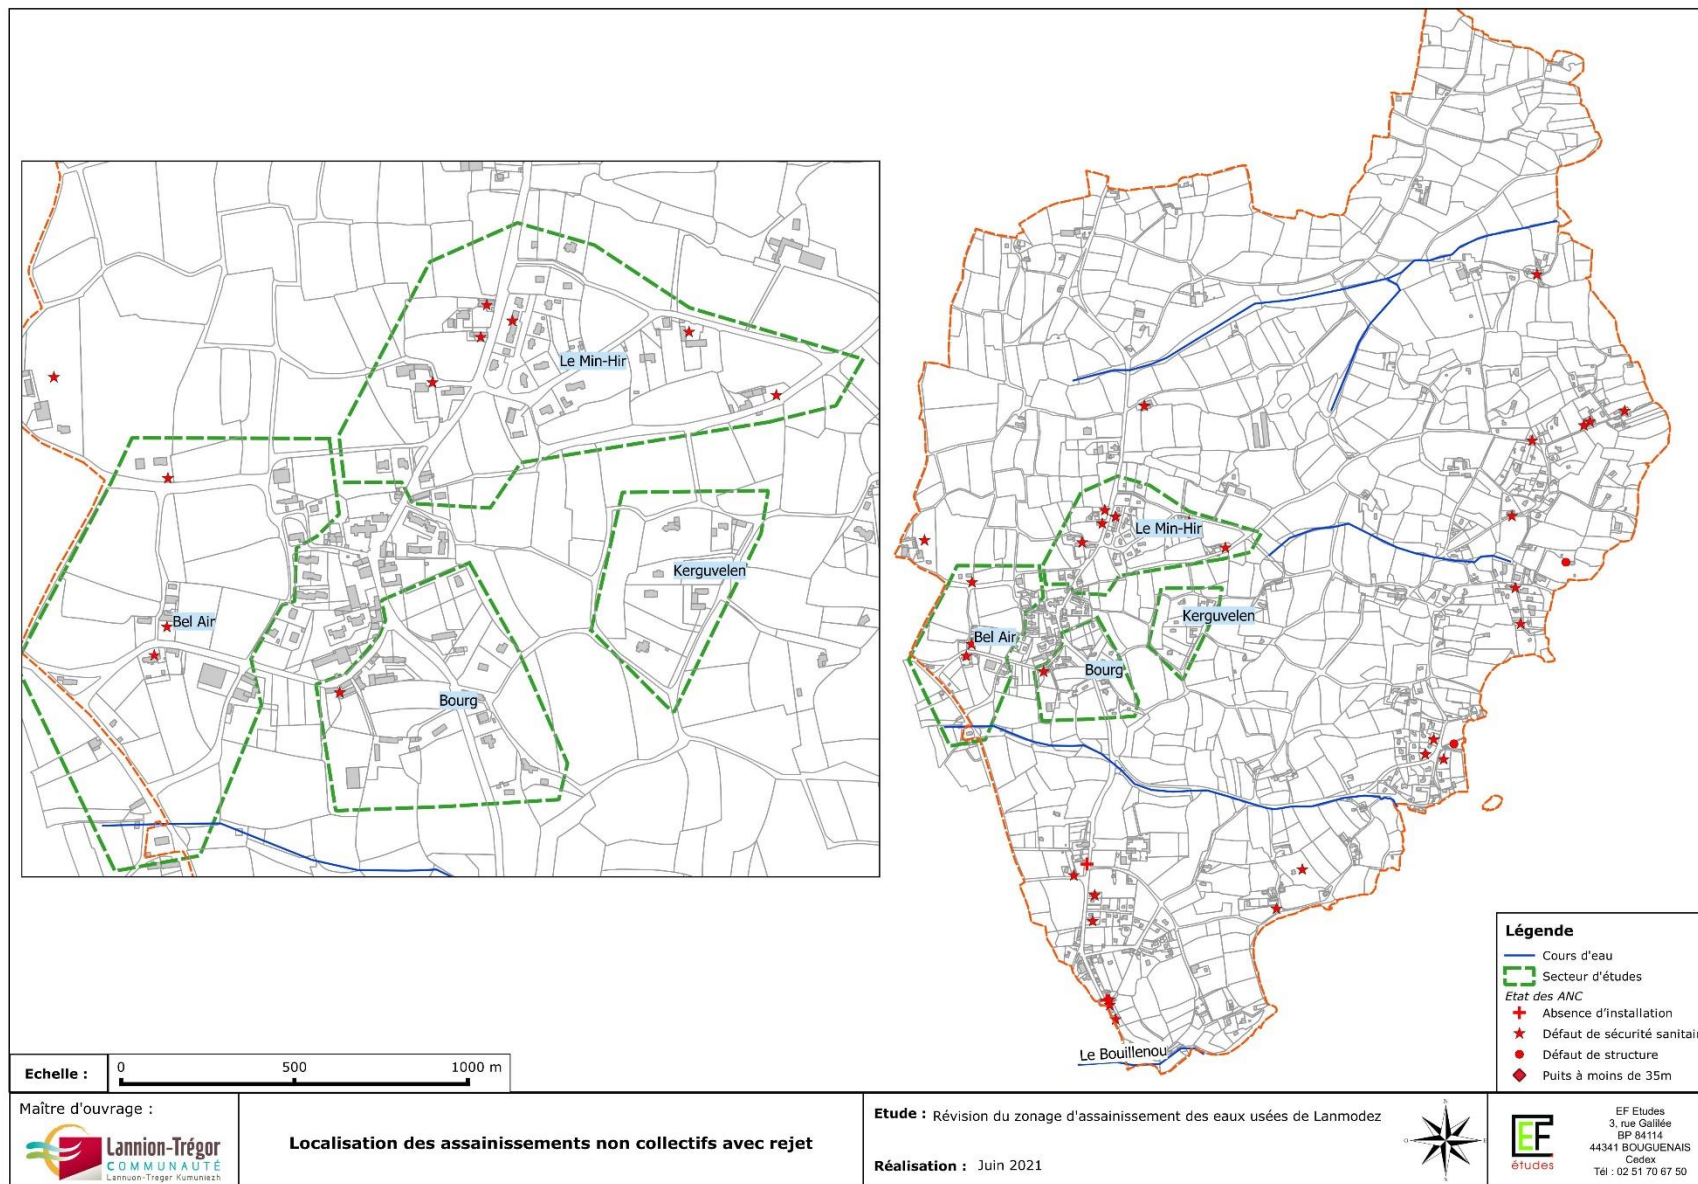 Le Min-Hir
Kerguvelen
Bel Air
Bourg
Le Min-Hir
Kerguvelen
Bel Air
Bourg
Le Bouillenou
Légende
Cours d'eau
Secteur d'études
Etat des ANC
Absence d'installation
Défaut de sécurité sanitair
Défaut de structure
Puits à moins de 35m
Echelle :
0 500 1000 m
Maître d'ouvrage :
Lannion-Trégor
COMMUNAUTÉ
Lannuon-Treger Kumuniezh
Localisation des assainissements non collectifs avec rejet
Etude : Révision du zonage d'assainissement des eaux usées de Lanmodez
Réalisation : Juin 2021
EF
études
EF Etudes
3, rue Galilée
BP 84114
44341 BOUGUENAIS
Cedex
Tél : 02 51 70 67 50